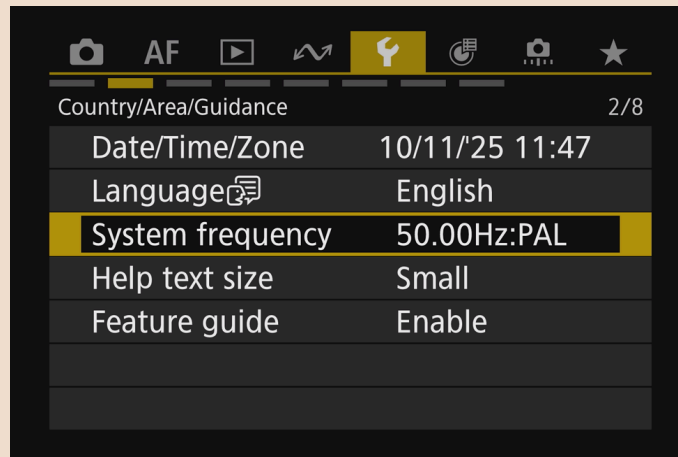 AF
Country/Area/Guidance 2/8
Date/Time/Zone 10/11/'25 11:47
Language English
System frequency 50.00Hz:PAL
Help text size Small
Feature guide Enable